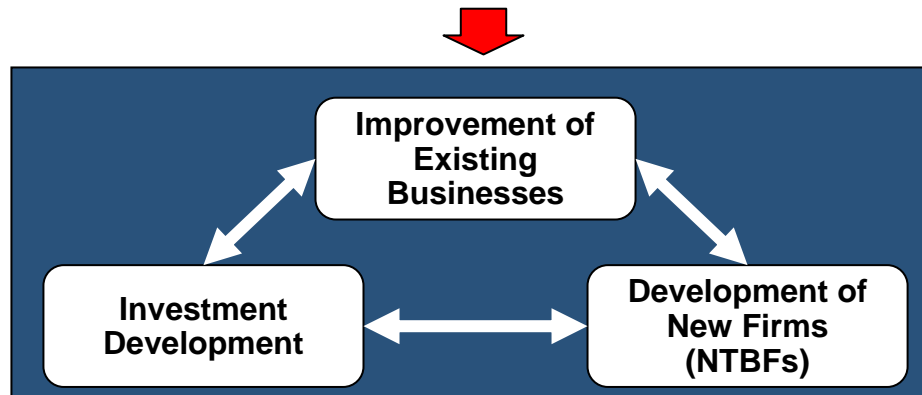 Improvement of
Existing
Businesses
Investment
Development
Development of
New Firms
(NTBFs)